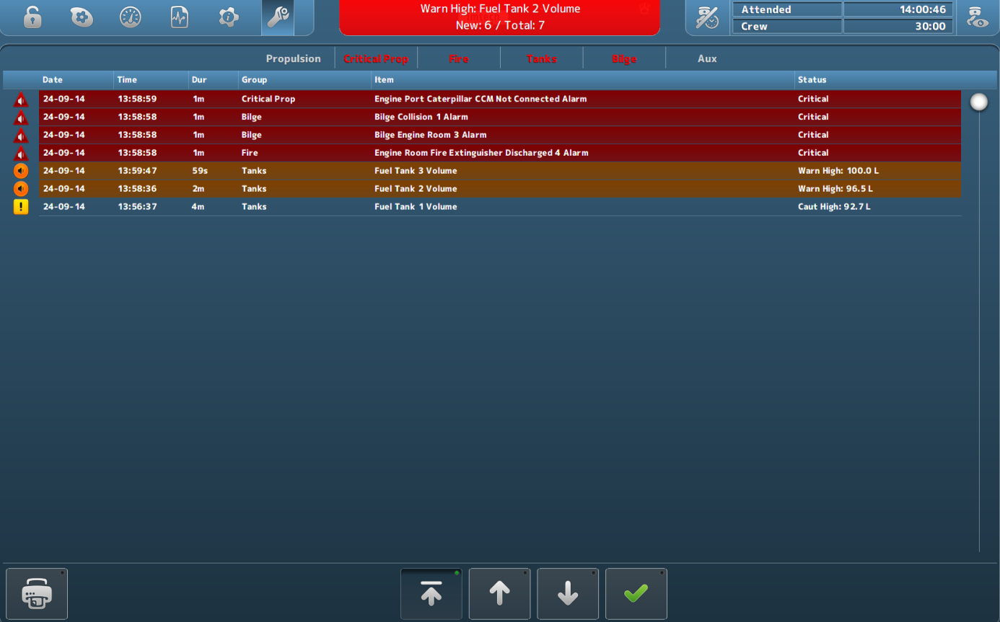 Warn High: Fuel Tank 2 Volume
New: 6 / Total: 7
Attended 14:00:46
Crew 30:00
Propulsion Critical Prop Fire Tanks Bilge Aux
Date Time Dur Group Item Status
24-09-14 13:58:59 1m Critical Prop Engine Port Caterpillar CCM Not Connected Alarm Critical
24-09-14 13:58:58 1m Bilge Bilge Collision 1 Alarm Critical
24-09-14 13:58:58 1m Bilge Bilge Engine Room 3 Alarm Critical
24-09-14 13:58:58 1m Fire Engine Room Fire Extinguisher Discharged 4 Alarm Critical
24-09-14 13:59:47 59s Tanks Fuel Tank 3 Volume Warn High: 100.0 L
24-09-14 13:58:36 2m Tanks Fuel Tank 2 Volume Warn High: 96.5 L
! 24-09-14 13:56:37 4m Tanks Fuel Tank 1 Volume Caut High: 92.7 L